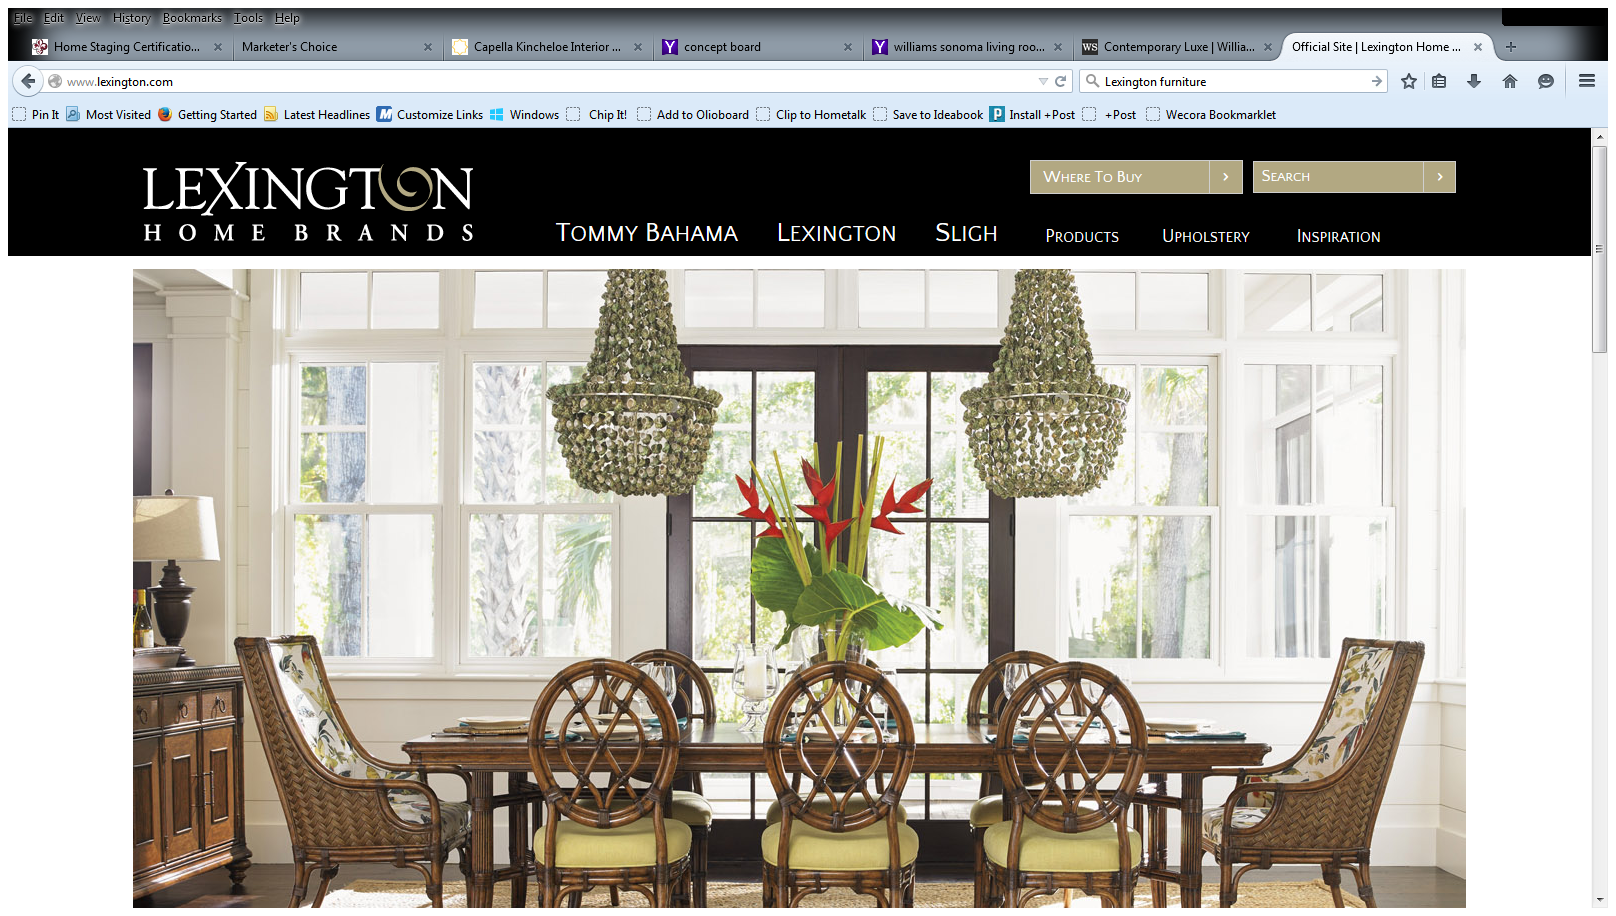 File Edit View History Bookmarks Tools Help
Home Staging Certificatio... Marketer's Choice Capella Kincheloe Interior ... concept board williams sonoma living roo... WS Contemporary Luxe | Willia... Official Site | Lexington Home ...
www.lexington.com Lexington furniture
Pin It Most Visited Getting Started Latest Headlines Customize Links Windows Chip It! Add to Olioboard Clip to Hometalk Save to Ideabook Install +Post +Post Wecora Bookmarklet
LEXINGTON
HOME BRANDS
WHERE TO BUY
SEARCH
TOMMY BAHAMA LEXINGTON SLIGH PRODUCTS UPHOLSTERY INSPIRATION